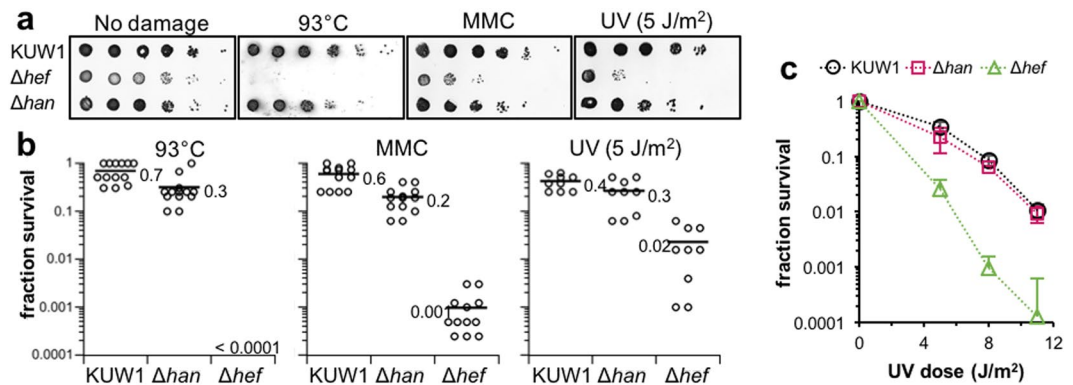 a
No damage 93°C MMC UV (5 J/m²)
KUW1
Δhef
Δhan
b
93°C MMC UV (5 J/m²)
fraction survival
1
0.1
0.01
0.001
0.0001
0.7
0.3
< 0.0001
0.6
0.2
0.001
0.4
0.3
0.02
KUW1 Δhan Δhef KUW1 Δhan Δhef KUW1 Δhan Δhef
c
KUW1 Δhan Δhef
fraction survival
1
0.1
0.01
0.001
0.0001
0 4 8 12
UV dose (J/m²)